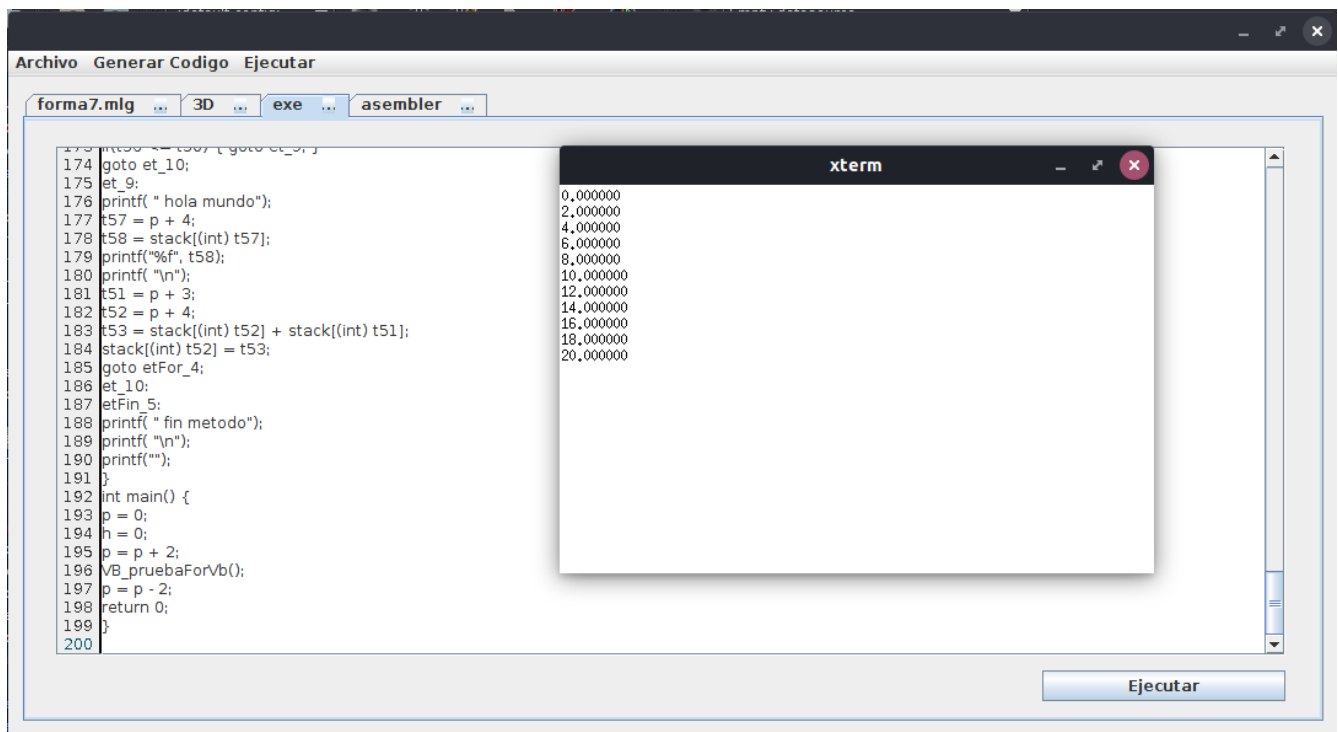 Archivo Generar Codigo Ejecutar
forma7.mlg ... 3D ... exe ... asembler ...
174 goto et_10;
175 et_9:
176 printf( " hola mundo");
177 t57 = p + 4;
178 t58 = stack[(int) t57];
179 printf("%f", t58);
180 printf( "\n");
181 t51 = p + 3;
182 t52 = p + 4;
183 t53 = stack[(int) t52] + stack[(int) t51];
184 stack[(int) t52] = t53;
185 goto etFor_4;
186 et_10:
187 etFin_5:
188 printf( " fin metodo");
189 printf( "\n");
190 printf("");
191 }
192 int main() {
193 p = 0;
194 h = 0;
195 p = p + 2;
196 VB_pruebaForVb();
197 p = p - 2;
198 return 0;
199 }
200
xterm
0.000000
2.000000
4.000000
6.000000
8.000000
10.000000
12.000000
14.000000
16.000000
18.000000
20.000000
Ejecutar